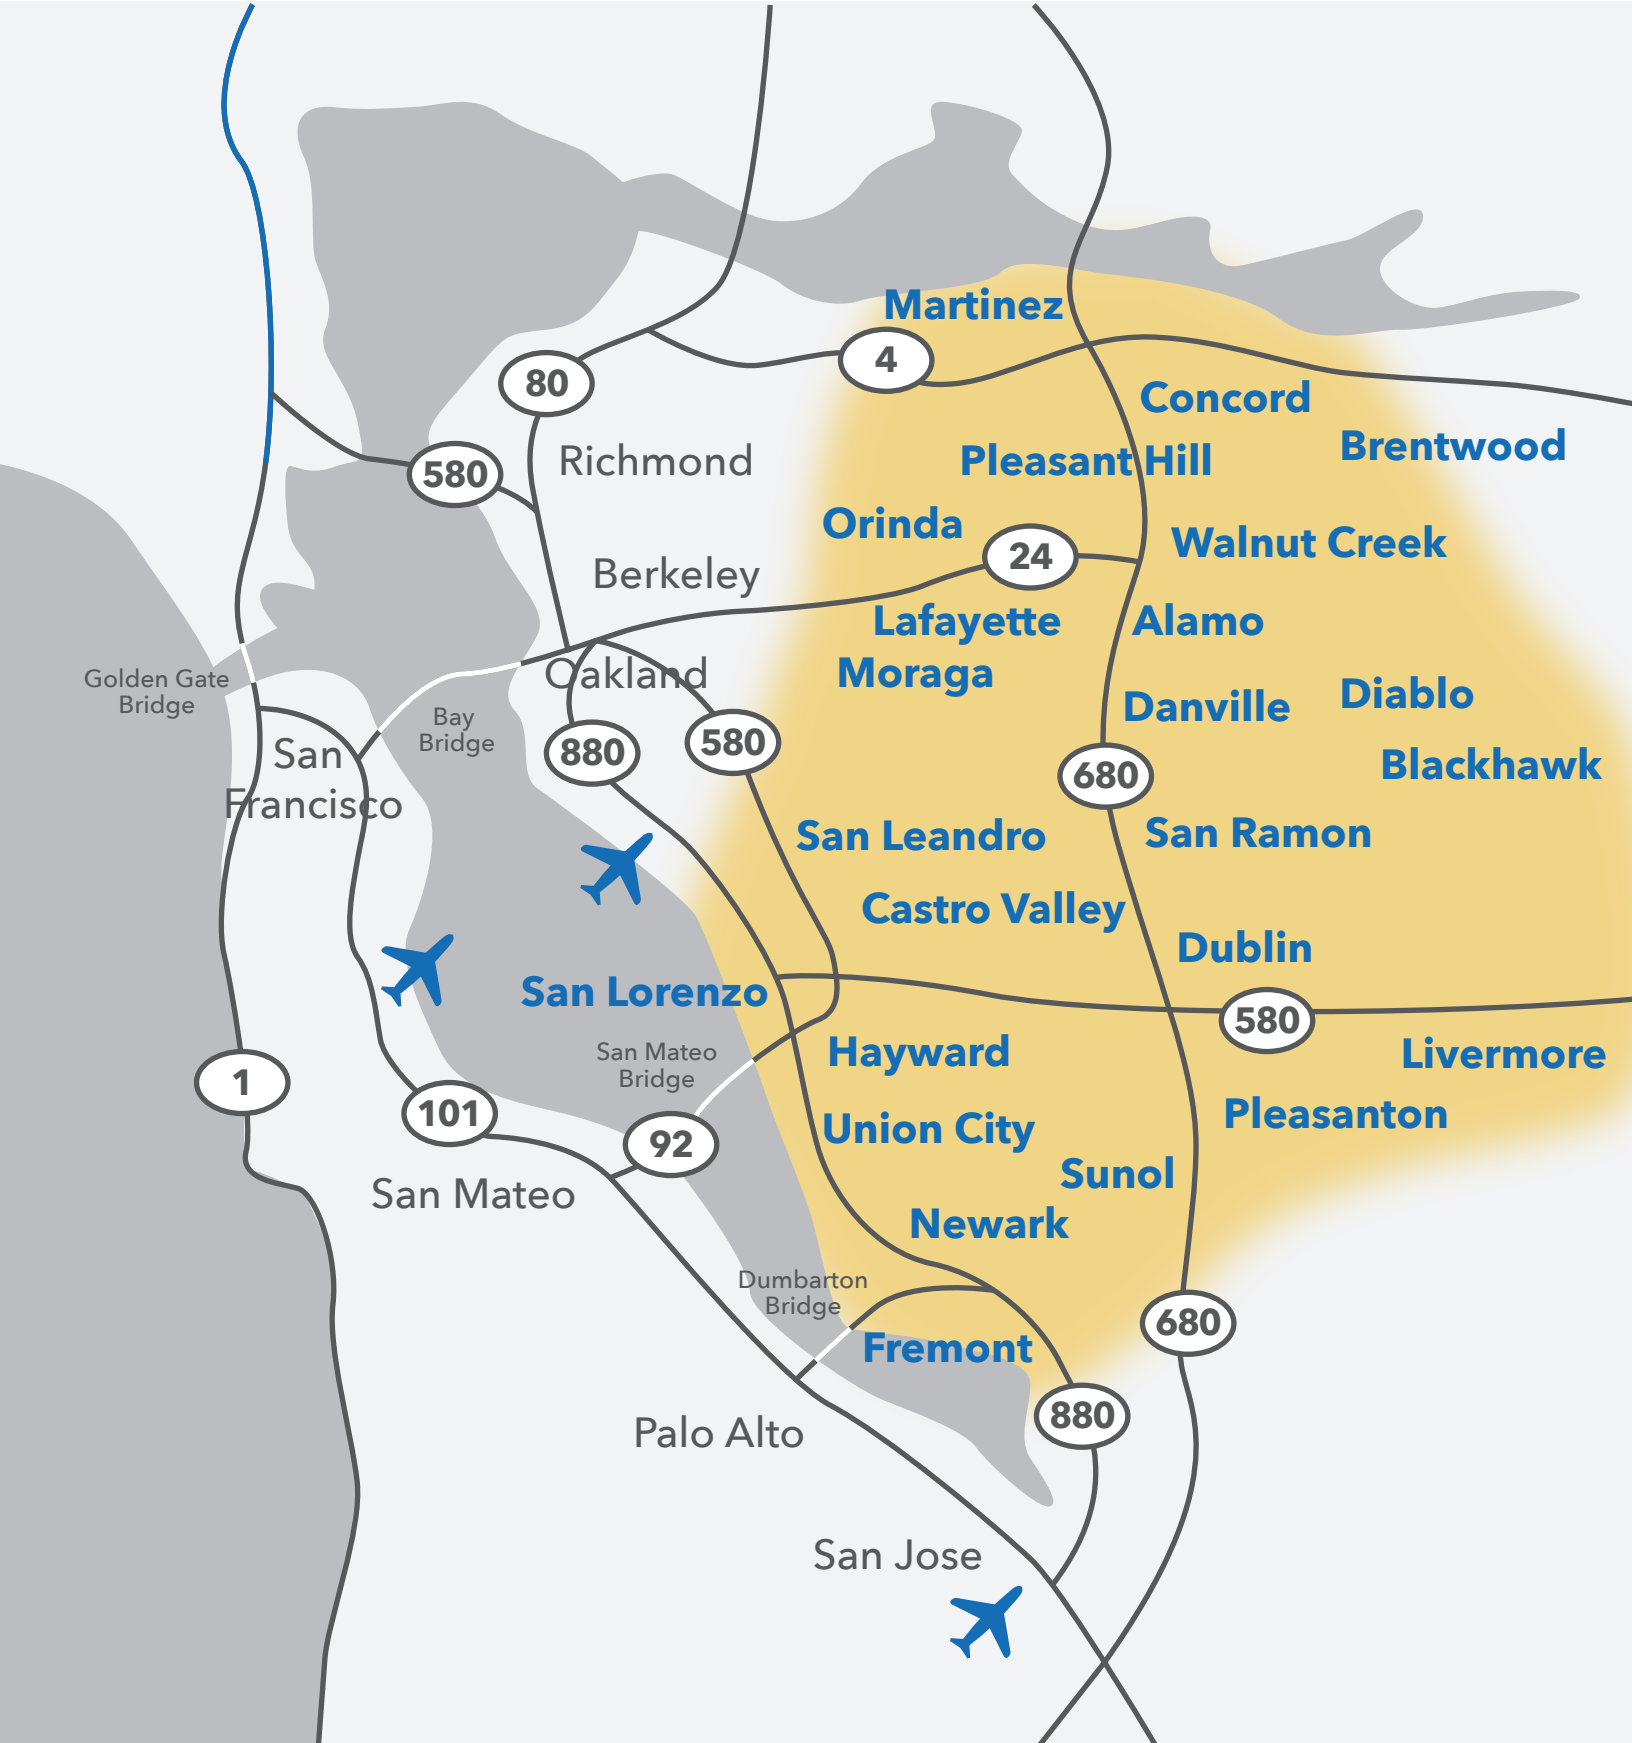 Martinez
4
80
Concord
Brentwood
Richmond
Pleasant Hill
580
Orinda
24
Walnut Creek
Berkeley
Lafayette
Alamo
Oakland
Moraga
Golden Gate
Bridge
Diablo
Danville
Bay
Bridge
San
Francisco
880
580
680
Blackhawk
San Leandro
San Ramon
Castro Valley
Dublin
San Lorenzo
580
San Mateo
Bridge
Hayward
Livermore
1
101
92
Union City
Pleasanton
Sunol
San Mateo
Newark
Dumbarton
Bridge
680
Fremont
880
Palo Alto
San Jose